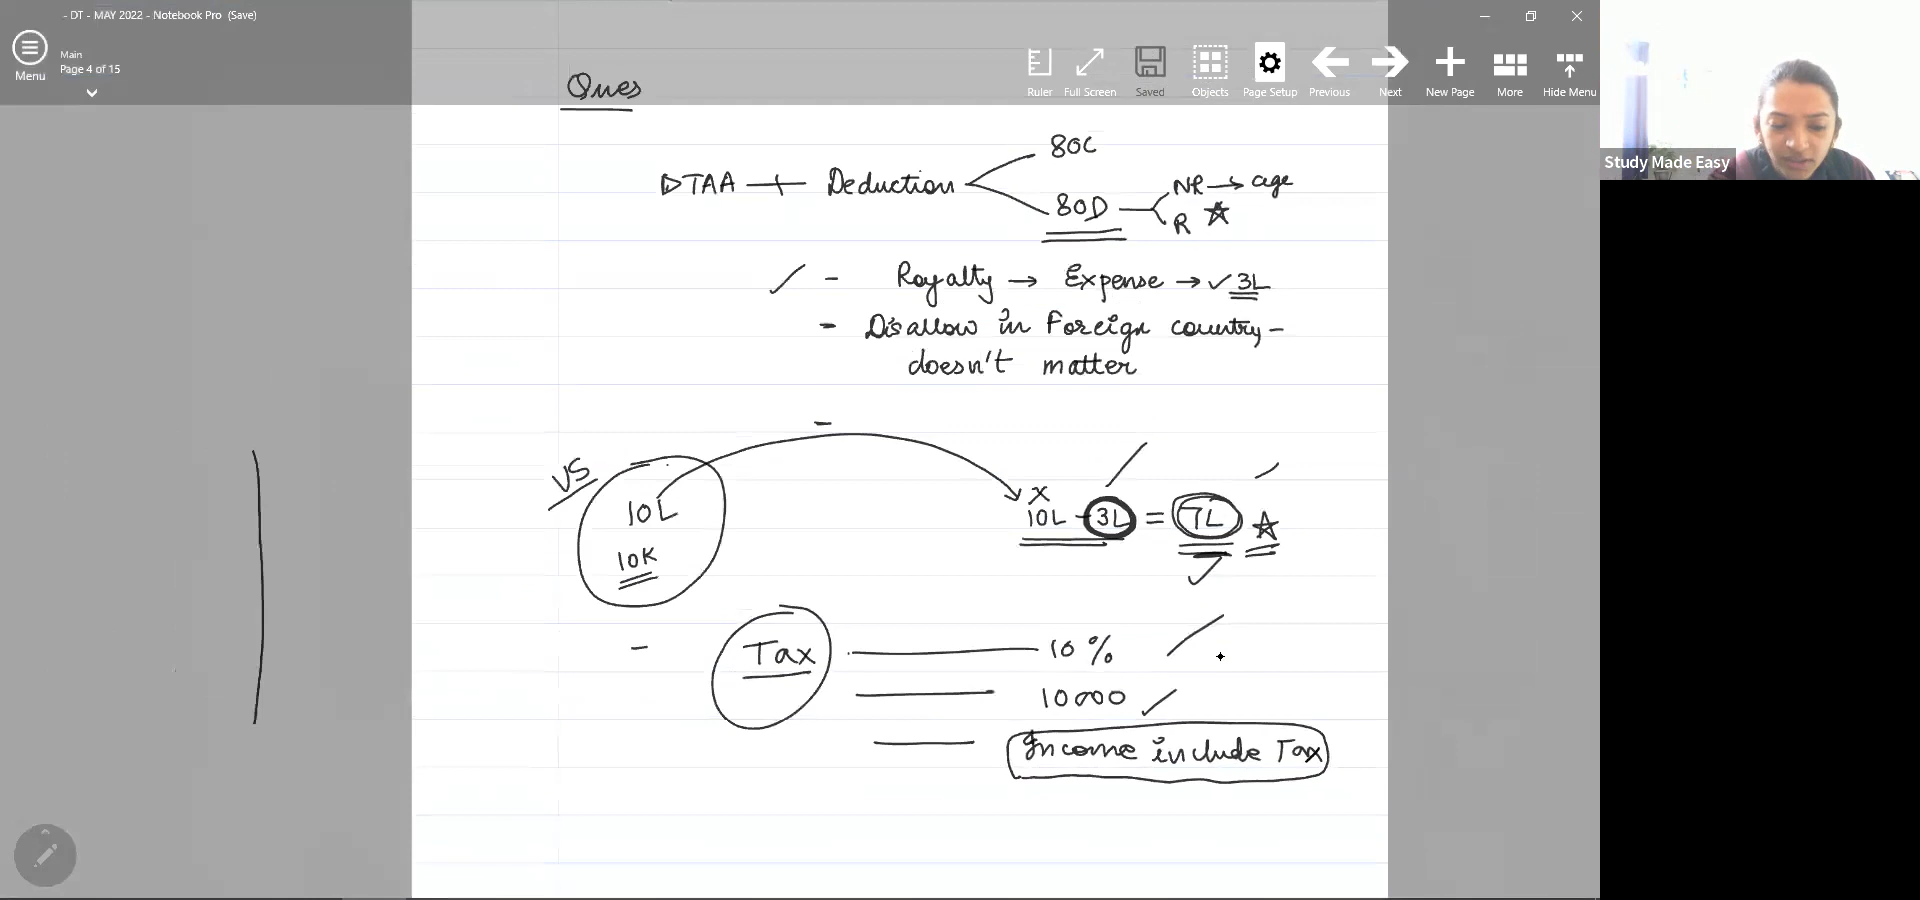 - DT - MAY 2022 - Notebook Pro (Save)
Menu
Main
Page 4 of 15
Ruler
Full Screen
Saved
Objects
Page Setup
Previous
Next
New Page
More
Hide Menu
Study Made Easy
Ques
DTAA + Deduction
80C
80D
NR → age
R ☆
✓ - Royalty → Expense → ✓ 3L
- Disallow in Foreign country -
doesn't matter
VS
10L
10K
x
10L - 3L = 7L ☆
- Tax
10 %
10000 ✓
Income include Tax